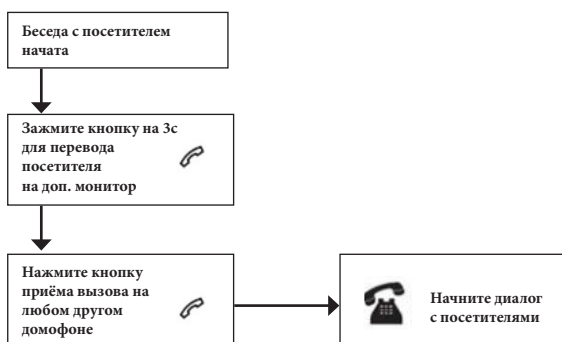 Беседа с посетителем
начата
Зажмите кнопку на 3с
для перевода
посетителя
на доп. монитор
Нажмите кнопку
приёма вызова на
любом другом
домофоне
Начните диалог
с посетителями